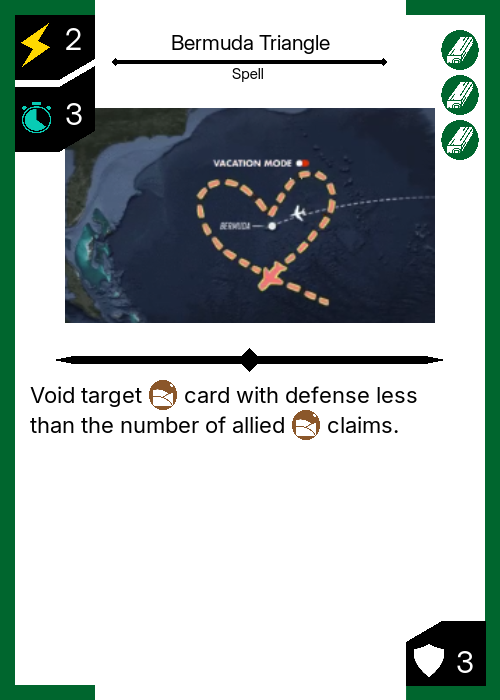 2
Bermuda Triangle
Spell
3
VACATION MODE
BERMUDA
Void target card with defense less
than the number of allied claims.
3